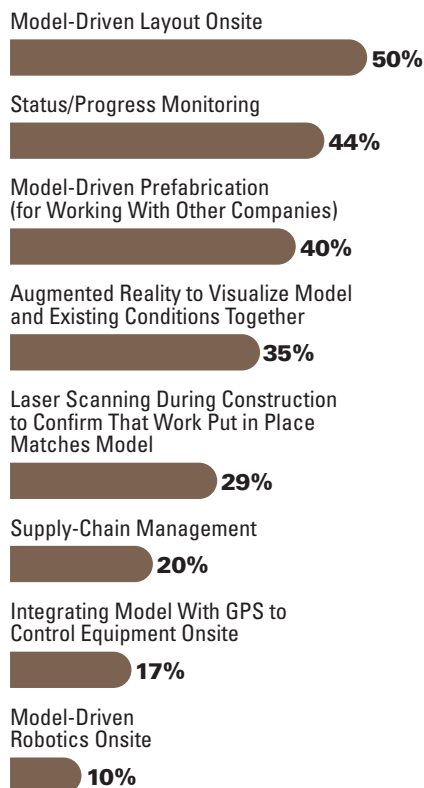 Model-Driven Layout Onsite
50%
Status/Progress Monitoring
44%
Model-Driven Prefabrication
(for Working With Other Companies)
40%
Augmented Reality to Visualize Model
and Existing Conditions Together
35%
Laser Scanning During Construction
to Confirm That Work Put in Place
Matches Model
29%
Supply-Chain Management
20%
Integrating Model With GPS to
Control Equipment Onsite
17%
Model-Driven
Robotics Onsite
10%